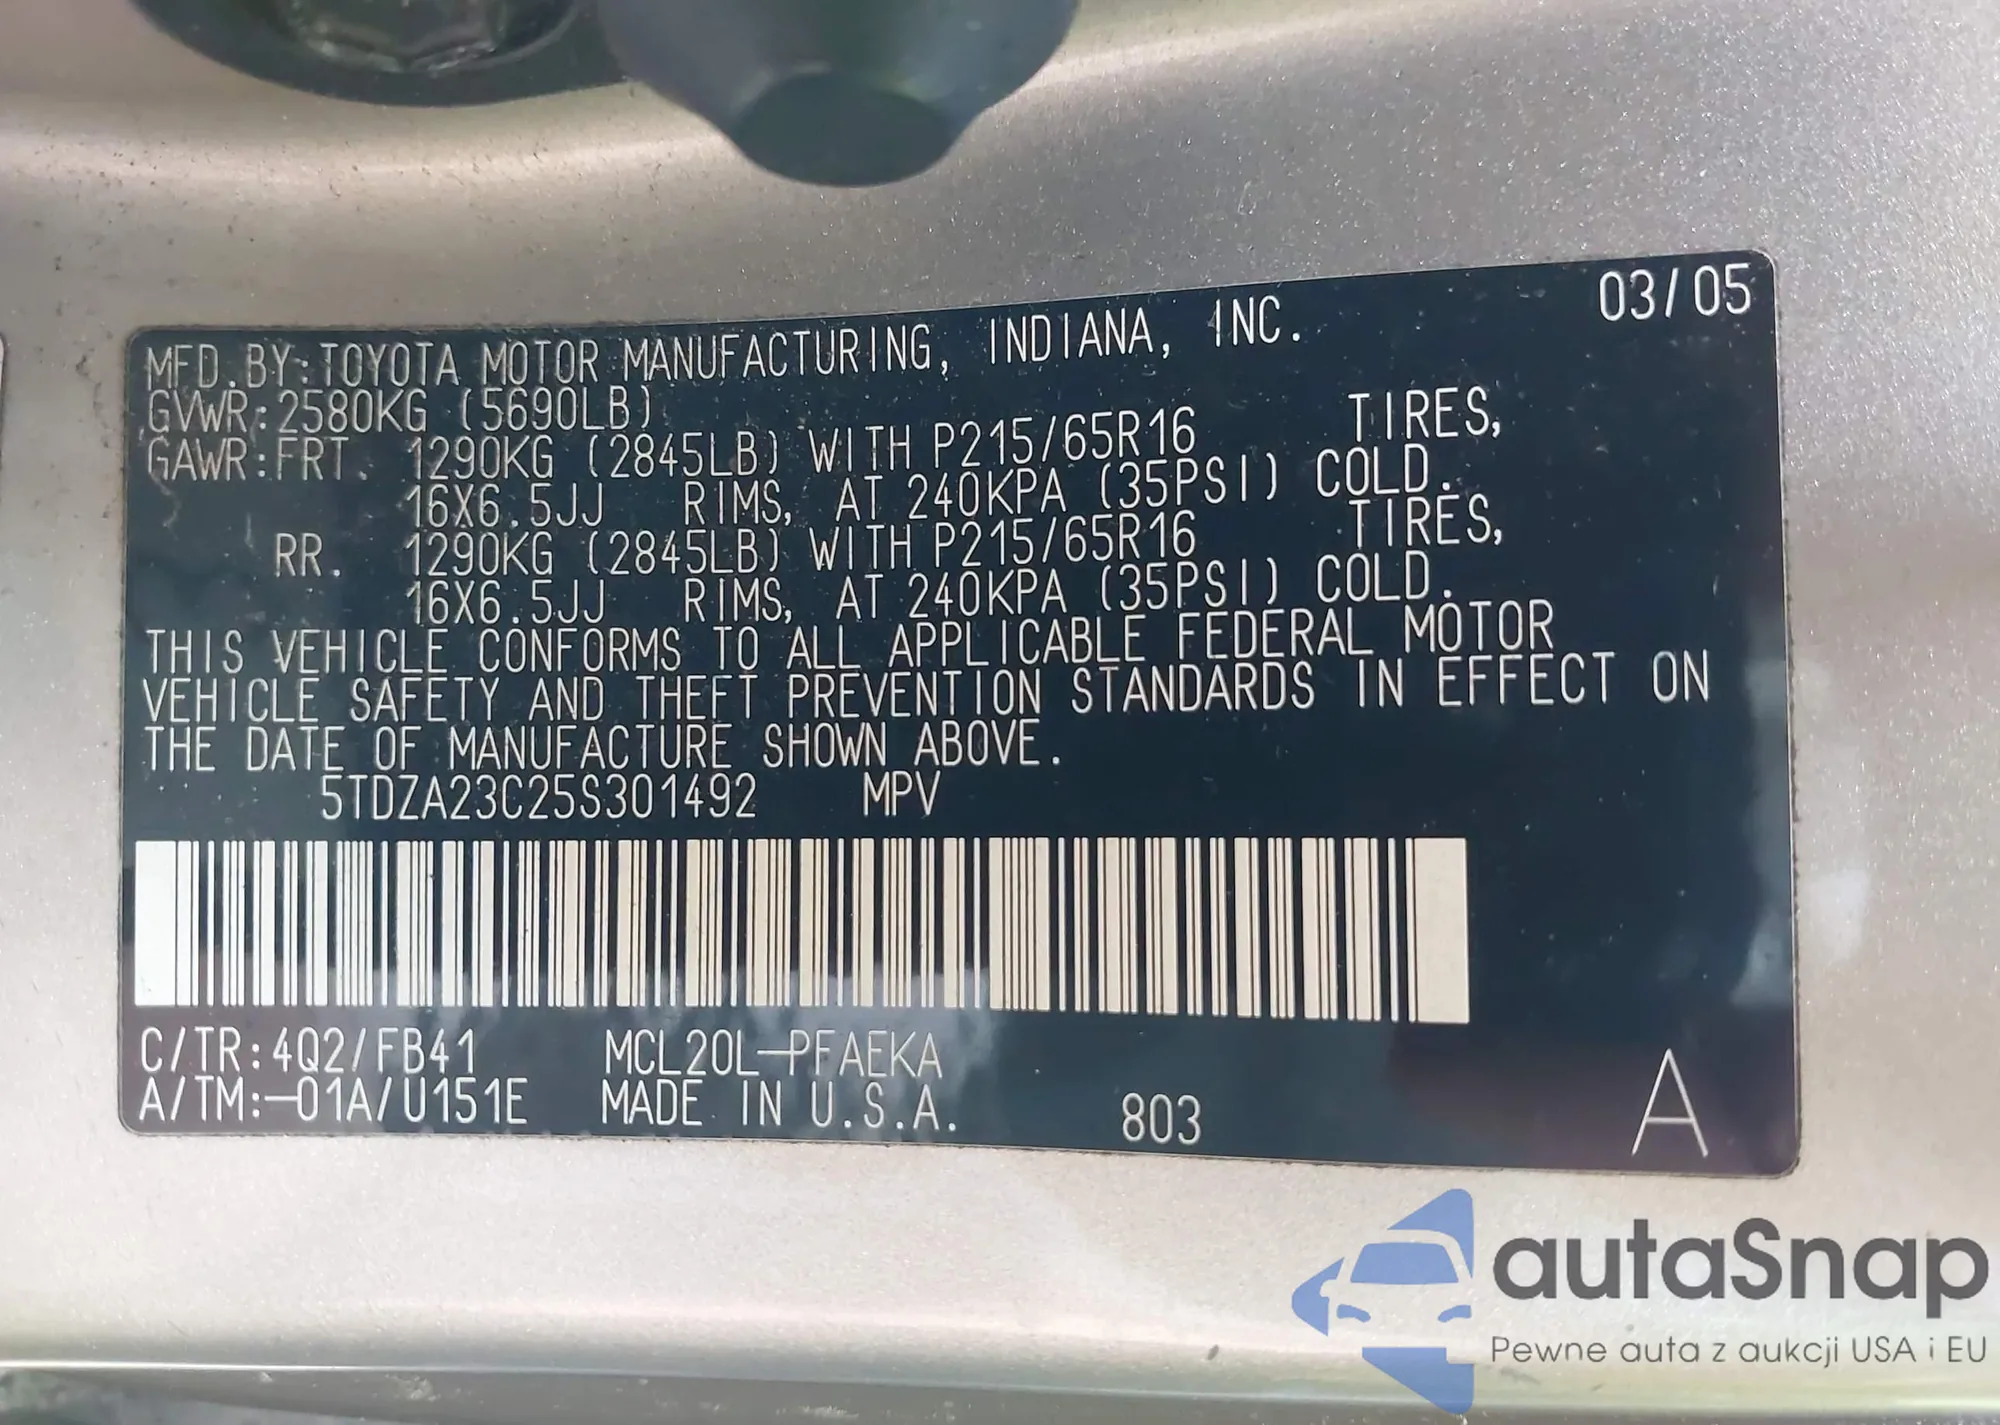 03/05
MFD.BY:TOYOTA MOTOR MANUFACTURING, INDIANA, INC.
GVWR:2580KG (5690LB)
GAWR:FRT. 1290KG (2845LB) WITH P215/65R16 TIRES,
16X6.5JJ RIMS, AT 240KPA (35PSI) COLD.
RR. 1290KG (2845LB) WITH P215/65R16 TIRES,
16X6.5JJ RIMS, AT 240KPA (35PSI) COLD.
THIS VEHICLE CONFORMS TO ALL APPLICABLE FEDERAL MOTOR
VEHICLE SAFETY AND THEFT PREVENTION STANDARDS IN EFFECT ON
THE DATE OF MANUFACTURE SHOWN ABOVE.
5TDZA23C25S301492 MPV
C/TR:4Q2/FB41 MCL20L-PFAEKA
A/TM:-01A/U151E MADE IN U.S.A. 803 A
autaSnap
Pewne auta z aukcji USA i EU